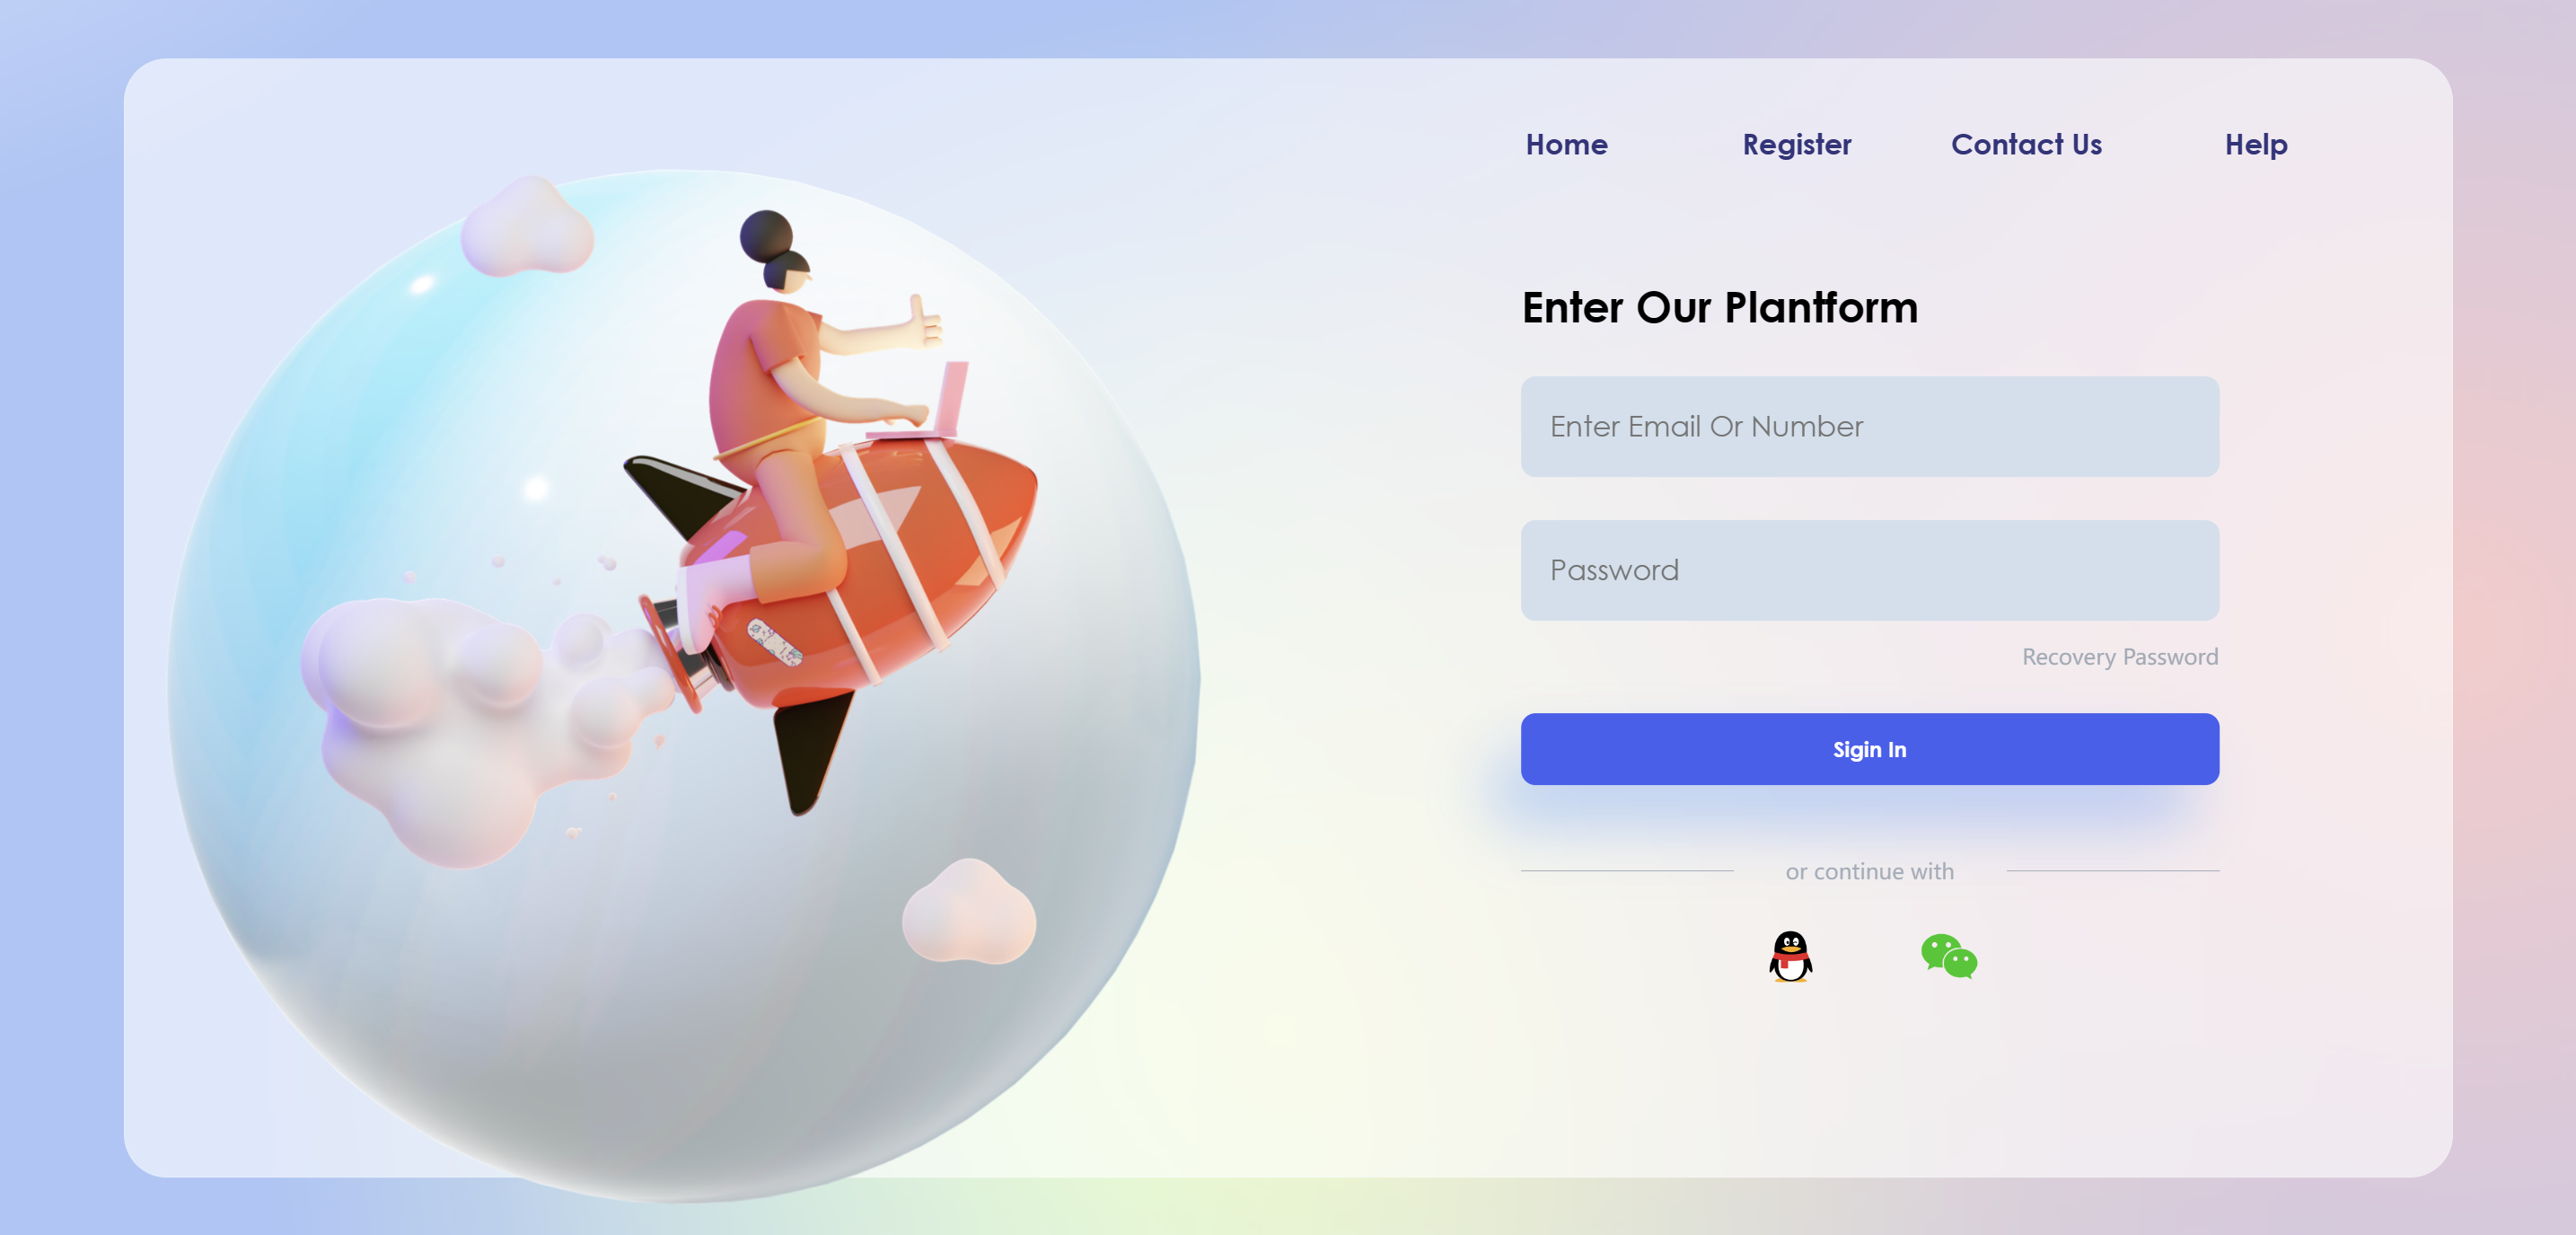 Home Register Contact Us Help
Enter Our Plantform
Enter Email Or Number
Password
Recovery Password
Sigin In
or continue with